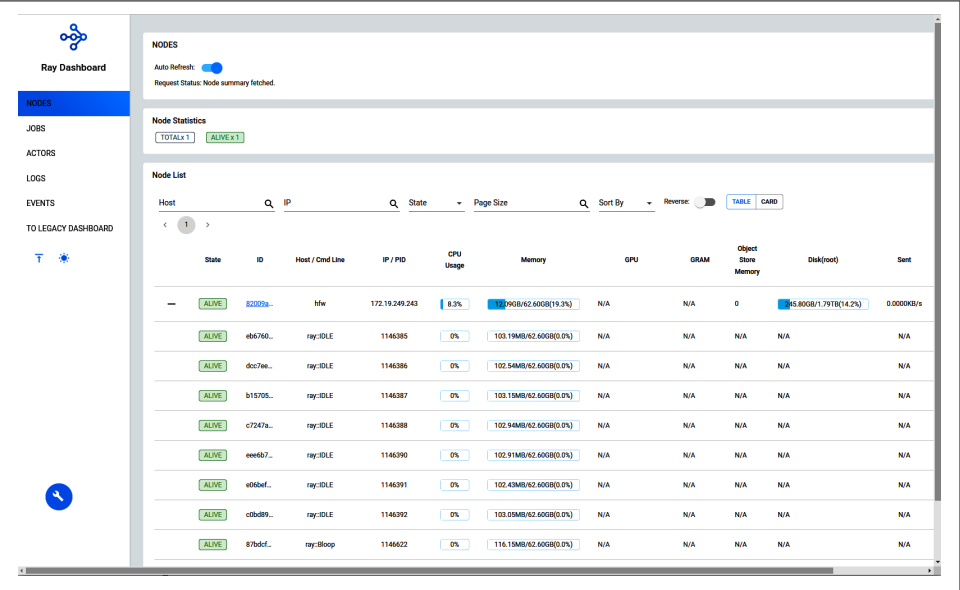 Ray Dashboard
NODES
JOBS
ACTORS
LOGS
EVENTS
TO LEGACY DASHBOARD
NODES
Auto Refresh:
Request Status: Node summary fetched.
Node Statistics
TOTALx 1 ALIVE x 1
Node List
Host IP State Page Size Sort By Reverse: TABLE CARD
1
State ID Host / Cmd Line IP / PID CPU Usage Memory GPU GRAM Object Store Memory Disk(root) Sent
ALIVE 82009a... hfw 172.19.249.243 8.3% 12.09GB/62.60GB(19.3%) N/A N/A 0 245.80GB/1.79TB(14.2%) 0.0000KB/s
ALIVE eb6760... ray::IDLE 1146385 0% 103.19MB/62.60GB(0.0%) N/A N/A N/A N/A N/A
ALIVE dcc7ee... ray::IDLE 1146386 0% 102.54MB/62.60GB(0.0%) N/A N/A N/A N/A N/A
ALIVE b15705... ray::IDLE 1146387 0% 103.15MB/62.60GB(0.0%) N/A N/A N/A N/A N/A
ALIVE c7247a... ray::IDLE 1146388 0% 102.94MB/62.60GB(0.0%) N/A N/A N/A N/A N/A
ALIVE eee6b7... ray::IDLE 1146390 0% 102.91MB/62.60GB(0.0%) N/A N/A N/A N/A N/A
ALIVE e06bef... ray::IDLE 1146391 0% 102.43MB/62.60GB(0.0%) N/A N/A N/A N/A N/A
ALIVE c0bd89... ray::IDLE 1146392 0% 103.05MB/62.60GB(0.0%) N/A N/A N/A N/A N/A
ALIVE 87bdcf... ray::Bloop 1146622 0% 116.15MB/62.60GB(0.0%) N/A N/A N/A N/A N/A